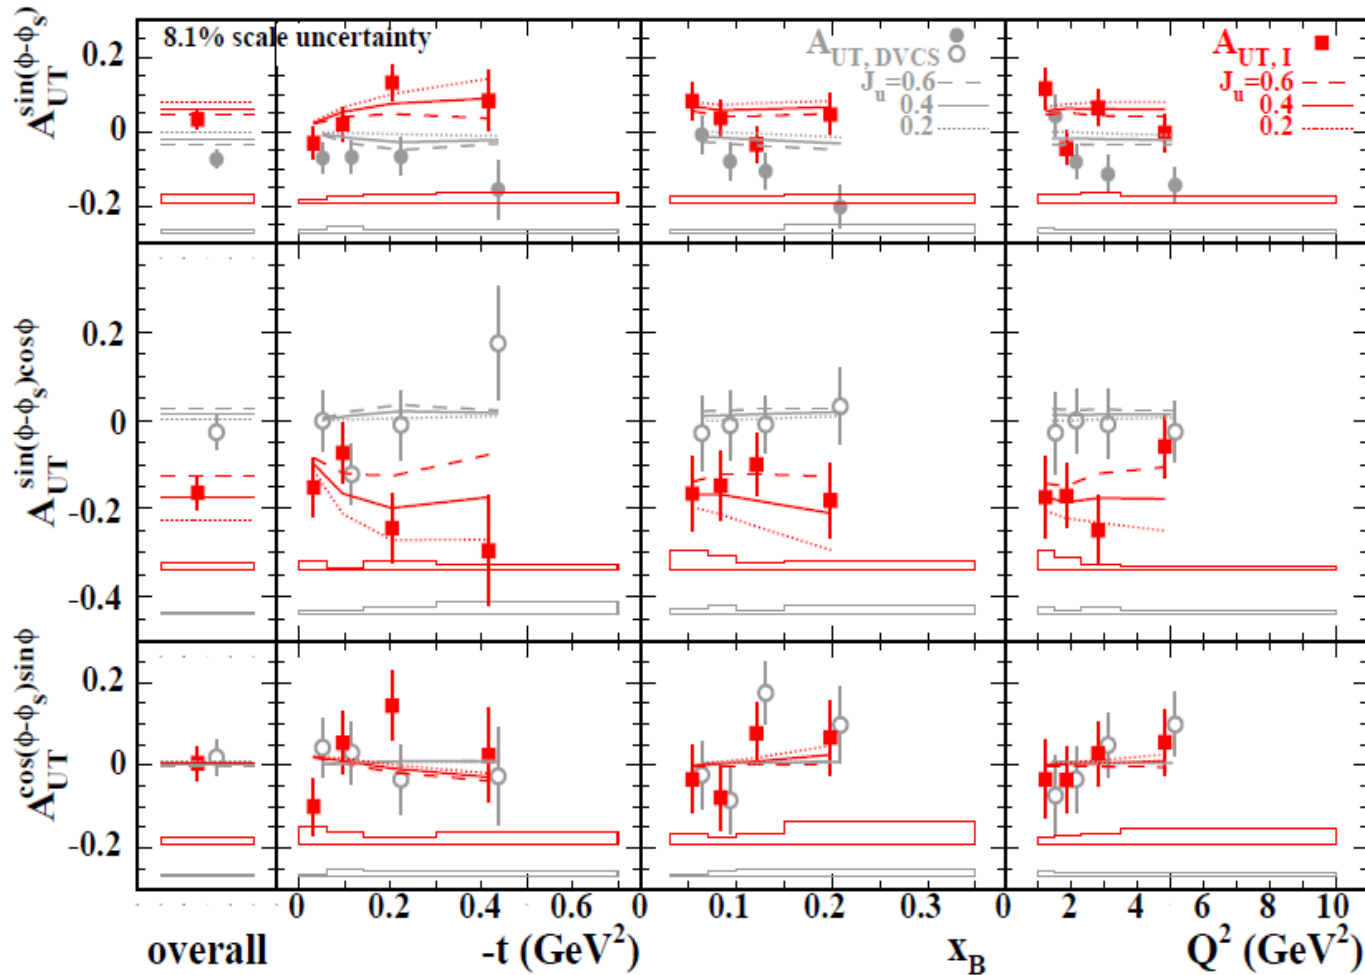 8.1% scale uncertainty
A_UT, DVCS
J_u=0.6
0.4
0.2
A_UT, I
J_u=0.6
0.4
0.2
A_UT^sin(ϕ-ϕ_s)
0.2
0
-0.2
A_UT^sin(ϕ-ϕ_s)cosϕ
0.2
0
-0.2
-0.4
A_UT^cos(ϕ-ϕ_s)sinϕ
0.2
0
-0.2
0 0.2 0.4 0.6 0.1 0.2 0.3 2 4 6 8 10
overall -t (GeV²) x_B Q² (GeV²)